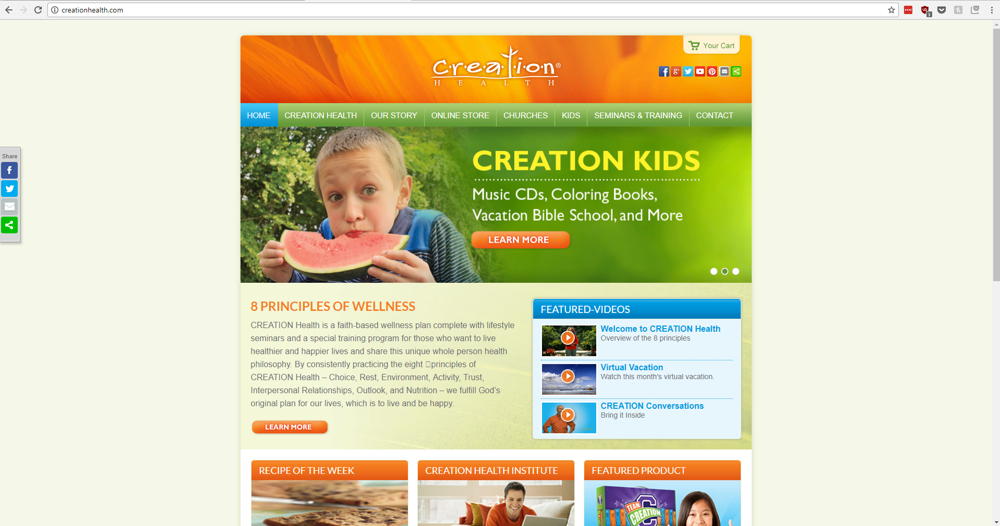 creationhealth.com
3
Your Cart
creation®
HEALTH
HOME
CREATION HEALTH
OUR STORY
ONLINE STORE
CHURCHES
KIDS
SEMINARS & TRAINING
CONTACT
Share
CREATION KIDS
Music CDs, Coloring Books,
Vacation Bible School, and More
LEARN MORE
8 PRINCIPLES OF WELLNESS
CREATION Health is a faith-based wellness plan complete with lifestyle
seminars and a special training program for those who want to live
healthier and happier lives and share this unique whole person health
philosophy. By consistently practicing the eight principles of
CREATION Health – Choice, Rest, Environment, Activity, Trust,
Interpersonal Relationships, Outlook, and Nutrition – we fulfill God’s
original plan for our lives, which is to live and be happy.
LEARN MORE
FEATURED-VIDEOS
Welcome to CREATION Health
Overview of the 8 principles
Virtual Vacation
Watch this month's virtual vacation.
CREATION Conversations
Bring it Inside
RECIPE OF THE WEEK
CREATION HEALTH INSTITUTE
FEATURED PRODUCT
TEAM
CREATION